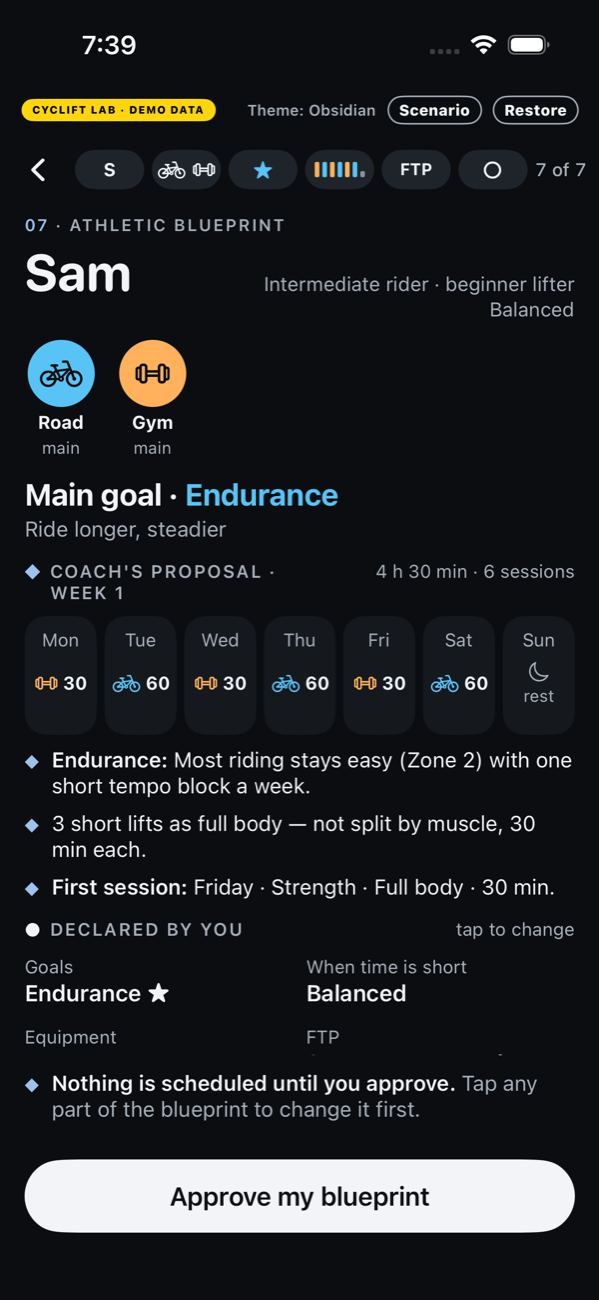 7:39
CYCLIFT LAB · DEMO DATA
Theme: Obsidian
Scenario
Restore
S
FTP
7 of 7
07 · ATHLETIC BLUEPRINT
Sam
Intermediate rider · beginner lifter
Balanced
Road
main
Gym
main
Main goal · Endurance
Ride longer, steadier
COACH'S PROPOSAL ·
WEEK 1
4 h 30 min · 6 sessions
Mon
30
Tue
60
Wed
30
Thu
60
Fri
30
Sat
60
Sun
rest
Endurance: Most riding stays easy (Zone 2) with one
short tempo block a week.
3 short lifts as full body — not split by muscle, 30
min each.
First session: Friday · Strength · Full body · 30 min.
DECLARED BY YOU
tap to change
Goals
Endurance ★
When time is short
Balanced
Equipment
FTP
Nothing is scheduled until you approve. Tap any
part of the blueprint to change it first.
Approve my blueprint